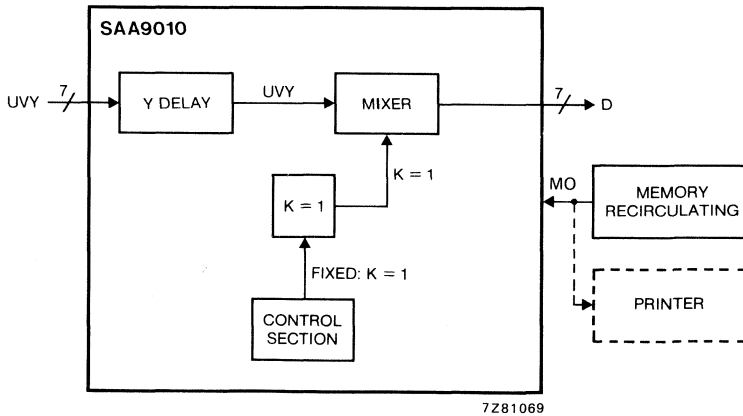 SAA9010
UVY
7
Y DELAY
UVY
MIXER
7
D
K = 1
K = 1
MO
MEMORY
RECIRCULATING
FIXED: K = 1
CONTROL
SECTION
PRINTER
7Z81069